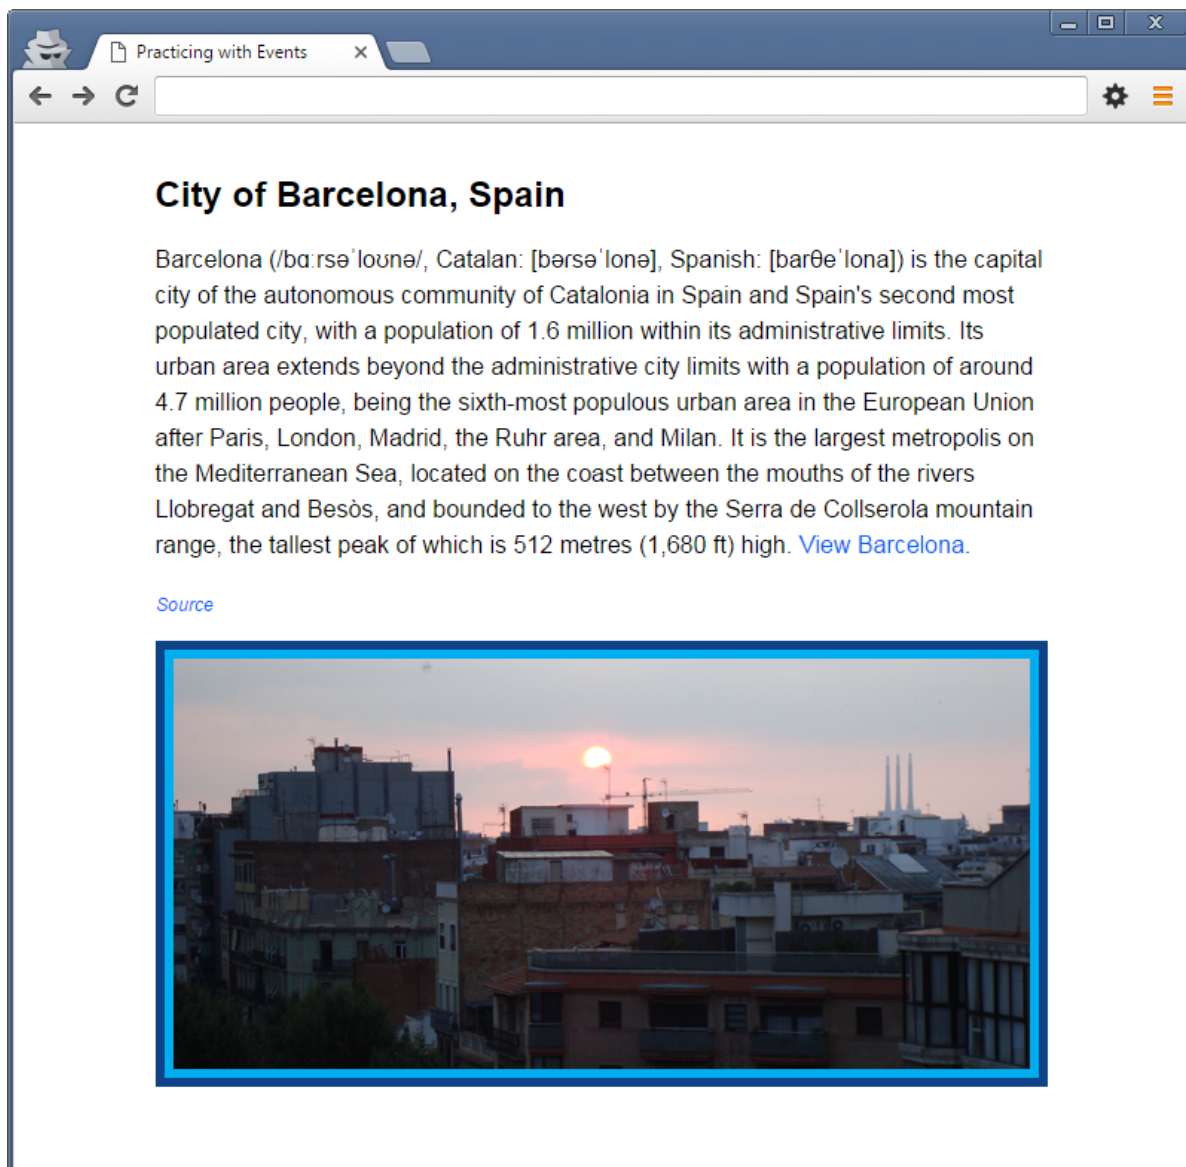 Practicing with Events
City of Barcelona, Spain
Barcelona (/bɑːrsəˈloʊnə/, Catalan: [bərsəˈlonə], Spanish: [barθeˈlona]) is the capital
city of the autonomous community of Catalonia in Spain and Spain's second most
populated city, with a population of 1.6 million within its administrative limits. Its
urban area extends beyond the administrative city limits with a population of around
4.7 million people, being the sixth-most populous urban area in the European Union
after Paris, London, Madrid, the Ruhr area, and Milan. It is the largest metropolis on
the Mediterranean Sea, located on the coast between the mouths of the rivers
Llobregat and Besòs, and bounded to the west by the Serra de Collserola mountain
range, the tallest peak of which is 512 metres (1,680 ft) high. View Barcelona.
Source